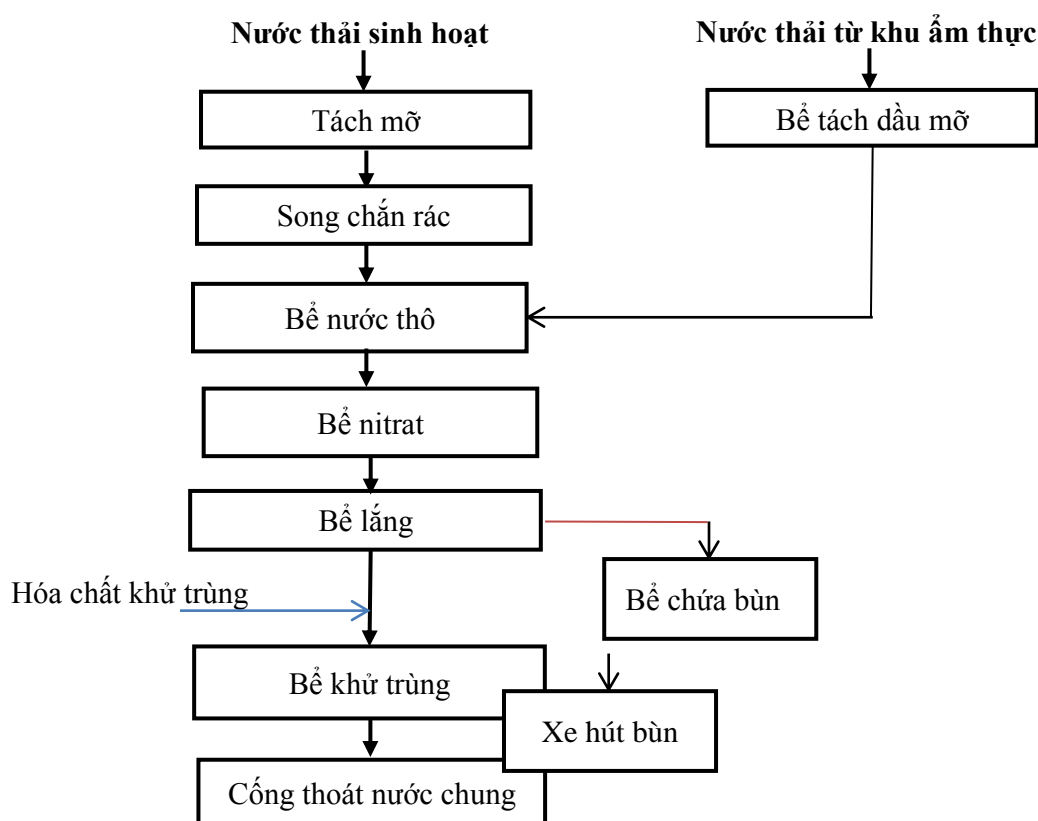 Nước thải sinh hoạt
Nước thải từ khu ẩm thực
Tách mỡ
Bể tách dầu mỡ
Song chắn rác
Bể nước thô
Bể nitrat
Bể lắng
Hóa chất khử trùng
Bể chứa bùn
Bể khử trùng
Xe hút bùn
Cống thoát nước chung